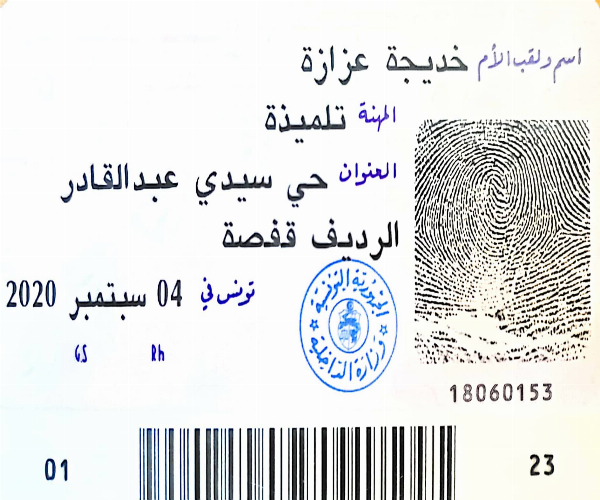 اسم ولقب الأم خديجة عزازة
المهنة تلميذة
العنوان حي سيدي عبدالقادر
الرديف قفصة
تونس في 04 سبتمبر 2020
GS Rh
الجمهورية التونسية
وزارة الداخلية
18060153
01 23